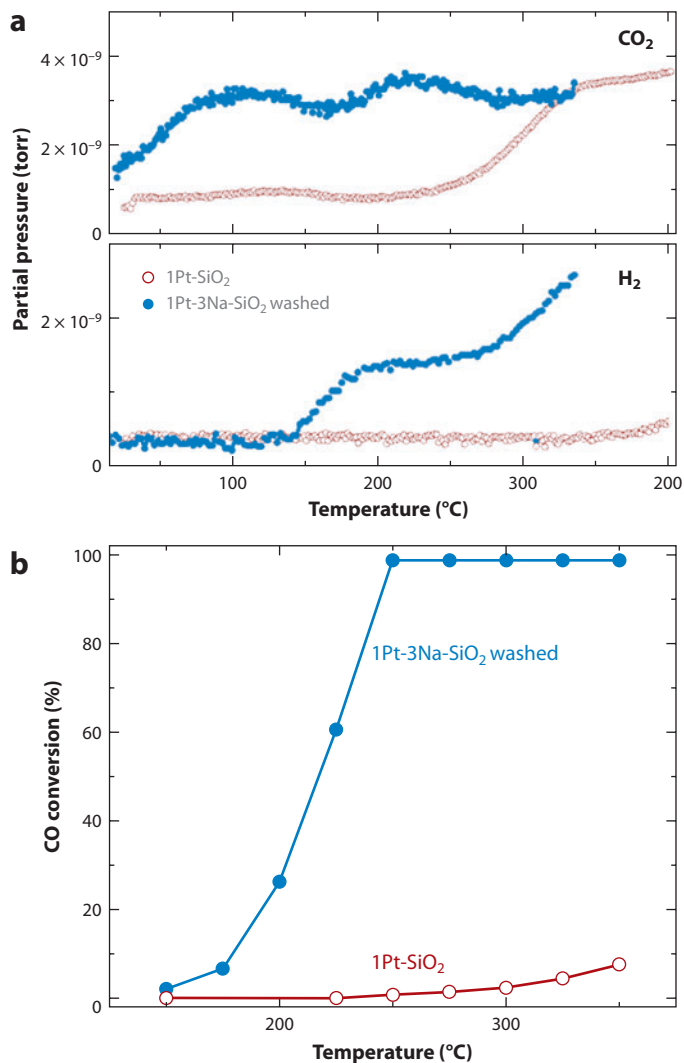 a
CO₂
4 × 10⁻⁹
2 × 10⁻⁹
0
Partial pressure (torr)
H₂
1Pt-SiO₂
1Pt-3Na-SiO₂ washed
2 × 10⁻⁹
0
100 200 300 200
Temperature (°C)
b
100
80
60
40
20
0
CO conversion (%)
1Pt-3Na-SiO₂ washed
1Pt-SiO₂
200 300
Temperature (°C)